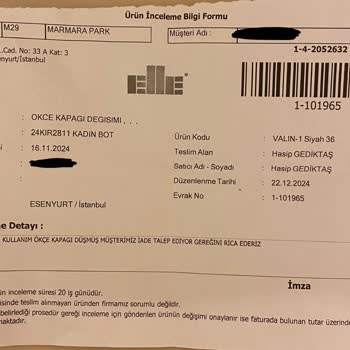 Ürün İnceleme Bilgi Formu
M29 MARMARA PARK Müşteri Adı :
.Cad. No: 33 A Kat: 3 1-4-2052632
senyurt/İstanbul
elle
1-101965
: OKCE KAPAGI DEGISIMI , . .
: 24KIR2811 KADIN BOT Ürün Kodu : VALIN-1 Siyah 36
: 16.11.2024 Teslim Alan : Hasip GEDİKTAŞ
: Satıcı Adı - Soyadı : Hasip GEDİKTAŞ
Düzenlenme Tarihi : 22.12.2024
ESENYURT / İstanbul Evrak No : 1-101965
ne Detayı :
KULLANIM ÖKÇE KAPAGI DÜŞMÜŞ MÜŞTERİMİZ İADE TALEP EDİYOR GEREĞİNİ RİCA EDERİZ
İmza
ün inceleme süresi 20 iş günüdür.
isinde teslim alınmayan üründen firmamız sorumlu değildir.
belirlediği prosedür gereği inceleme için gönderilen ürünün değişimi onaylanır ise faturada bulunan tutar üzerinde
maktadır.